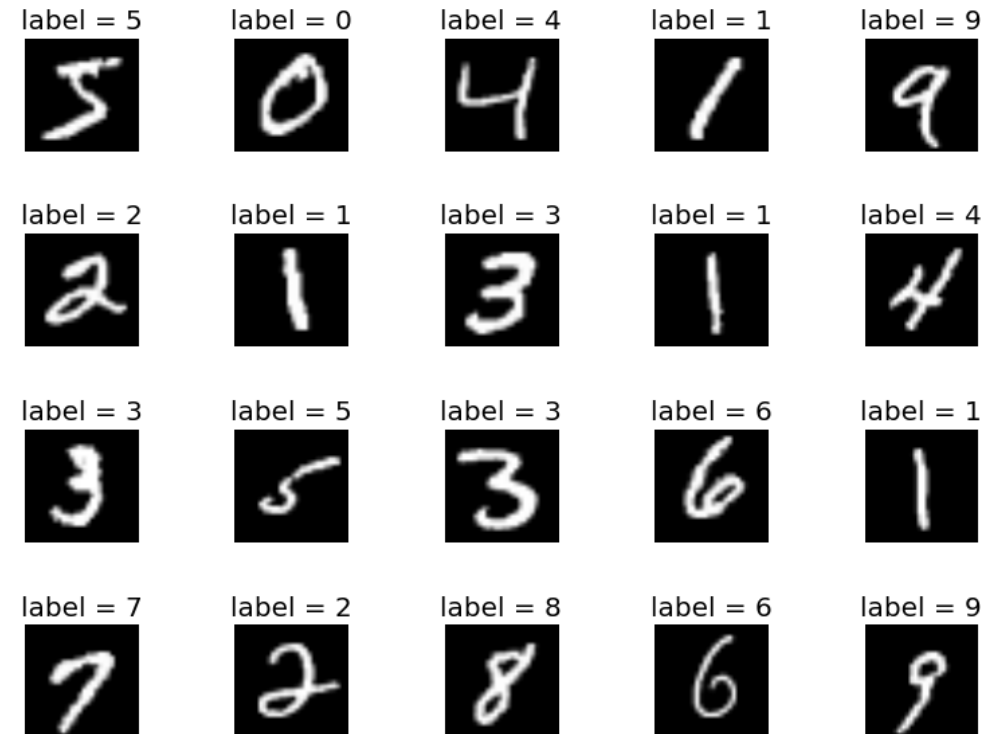 label = 5 label = 0 label = 4 label = 1 label = 9
5 0 4 1 9
label = 2 label = 1 label = 3 label = 1 label = 4
2 1 3 1 4
label = 3 label = 5 label = 3 label = 6 label = 1
3 5 3 6 1
label = 7 label = 2 label = 8 label = 6 label = 9
7 2 8 6 9